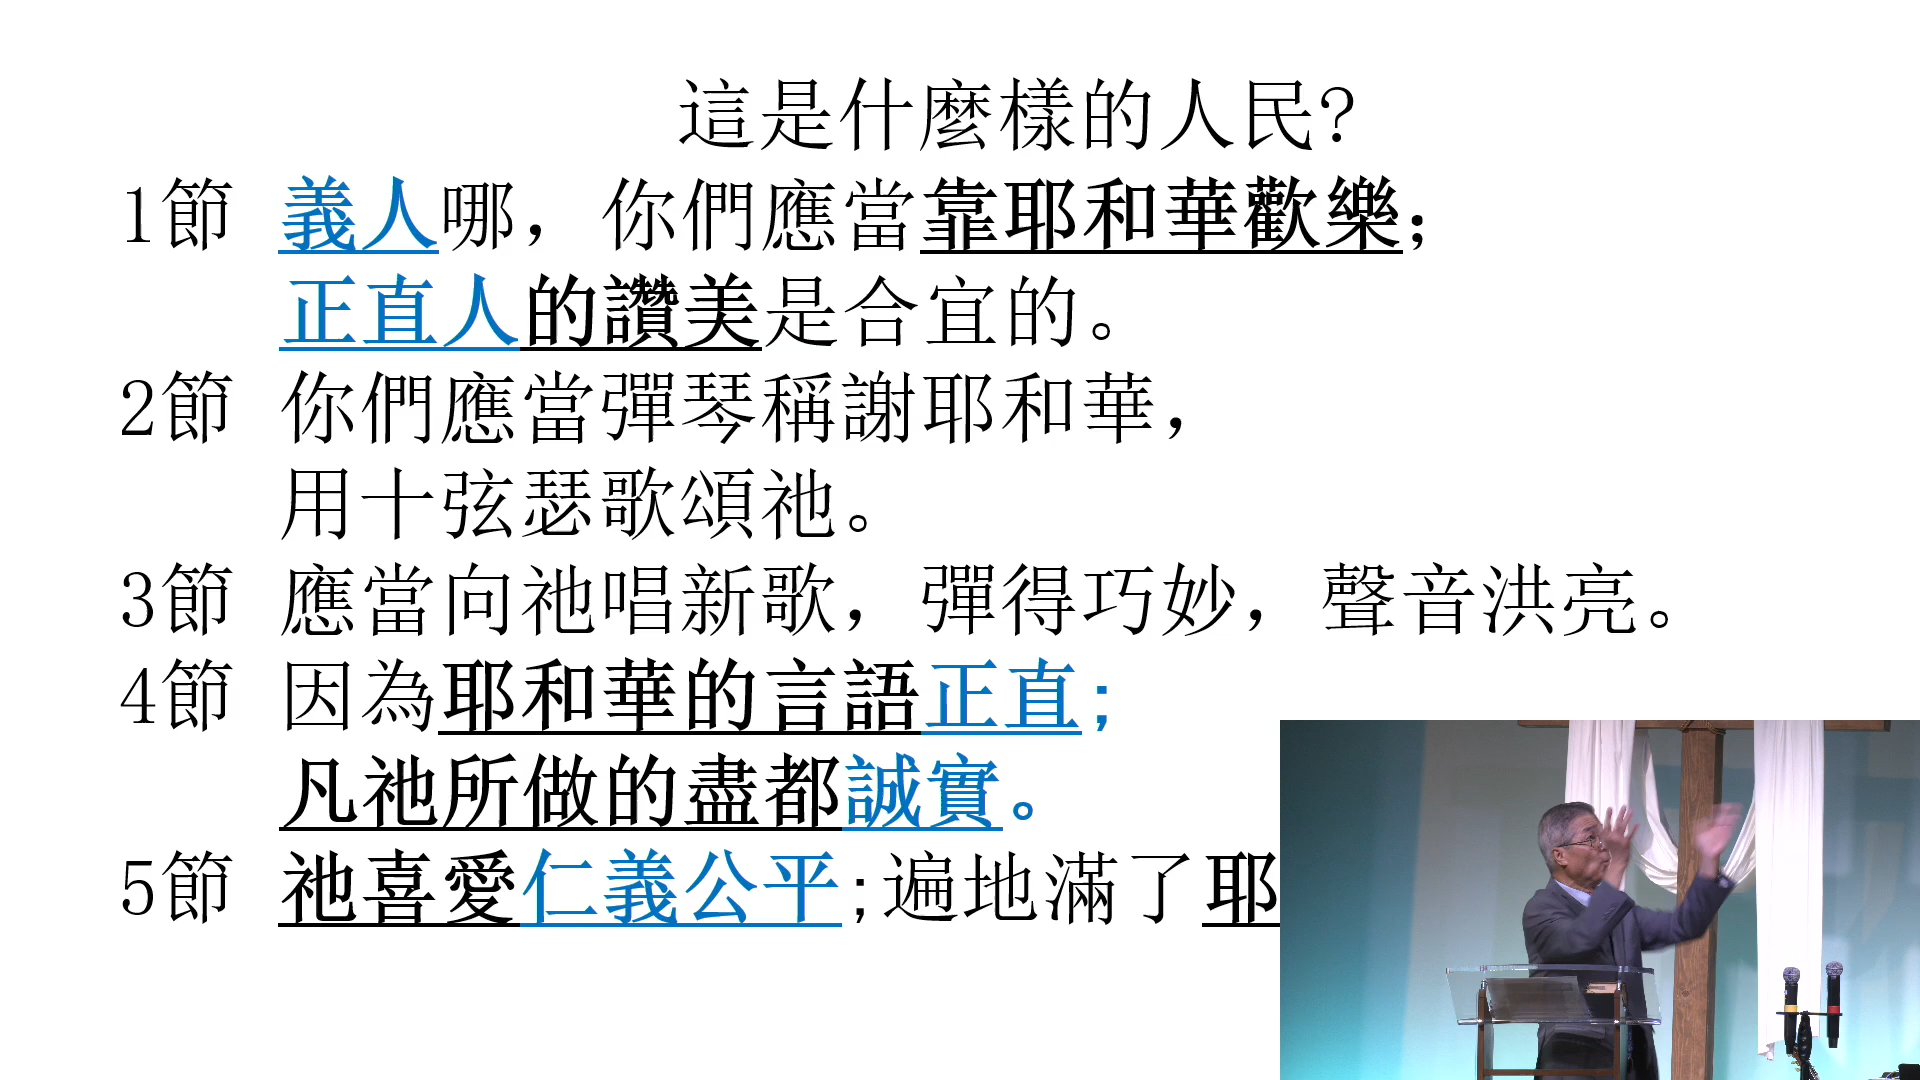 這是什麼樣的人民?
1節 義人哪，你們應當靠耶和華歡樂;
正直人的讚美是合宜的。
2節 你們應當彈琴稱謝耶和華，
用十弦瑟歌頌祂。
3節 應當向祂唱新歌，彈得巧妙，聲音洪亮。
4節 因為耶和華的言語正直;
凡祂所做的盡都誠實。
5節 祂喜愛仁義公平;遍地滿了耶